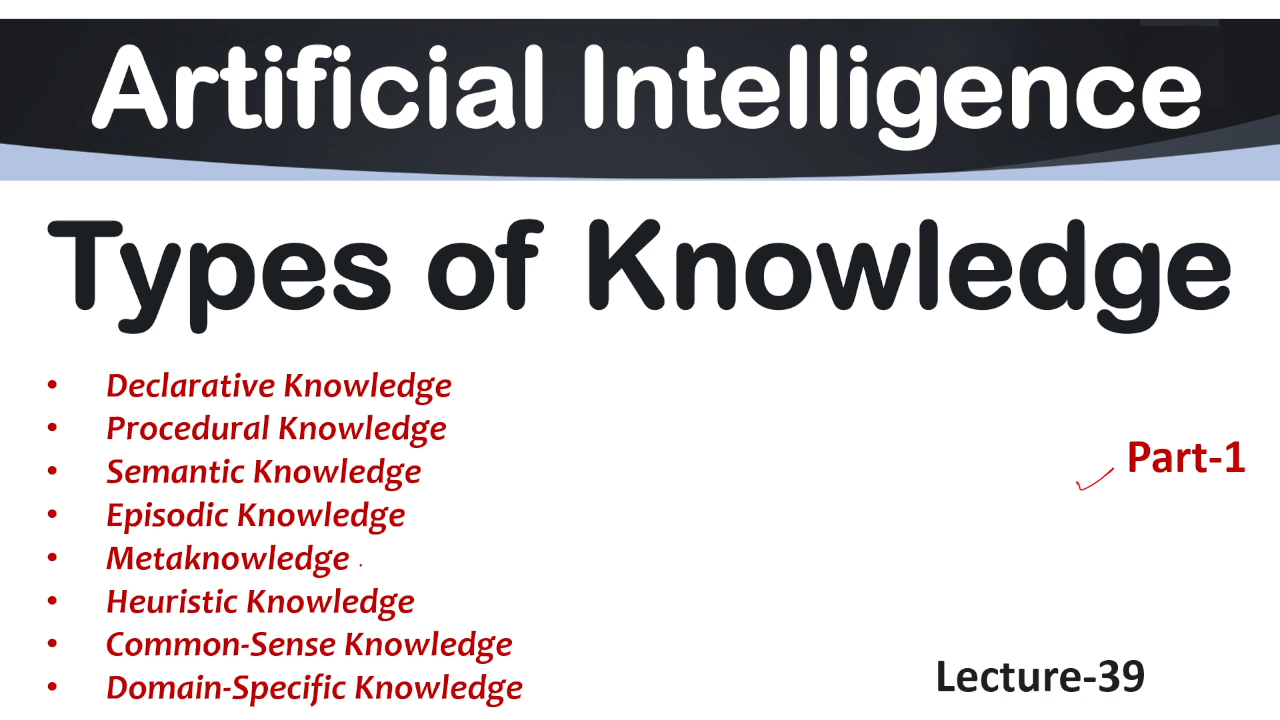 Artificial Intelligence
Types of Knowledge
• Declarative Knowledge
• Procedural Knowledge
• Semantic Knowledge
• Episodic Knowledge
• Metaknowledge
• Heuristic Knowledge
• Common-Sense Knowledge
• Domain-Specific Knowledge
Part-1
Lecture-39